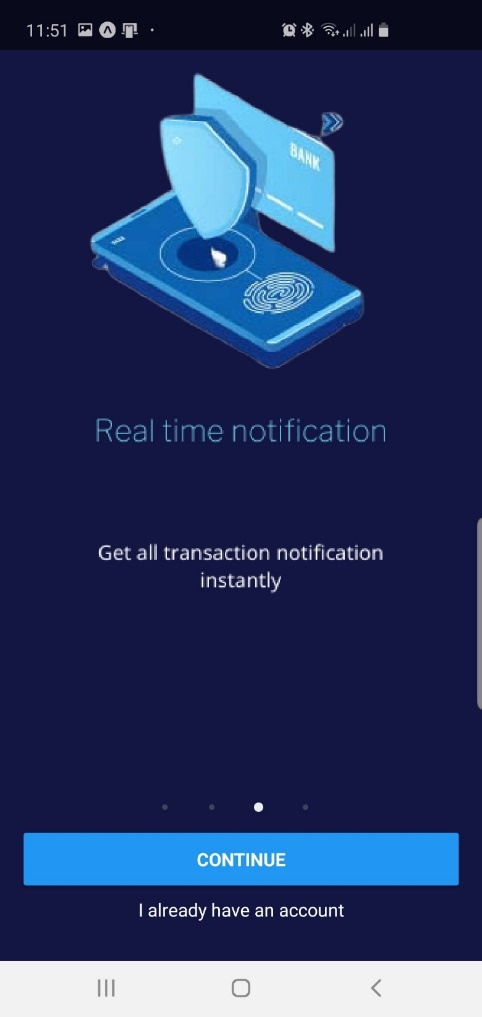 11:51
BANK
Real time notification
Get all transaction notification
instantly
CONTINUE
I already have an account